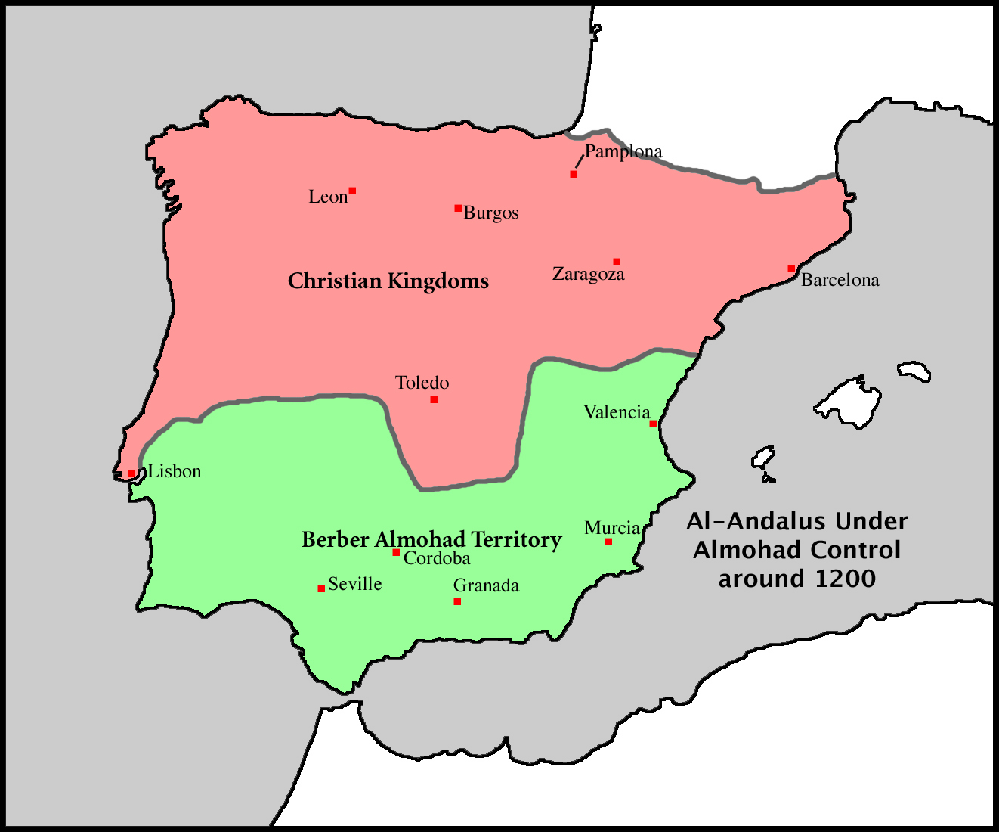 Pamplona
Leon
Burgos
Zaragoza
Christian Kingdoms
Barcelona
Toledo
Valencia
Lisbon
Al-Andalus Under
Almohad Control
around 1200
Murcia
Berber Almohad Territory
Cordoba
Seville
Granada